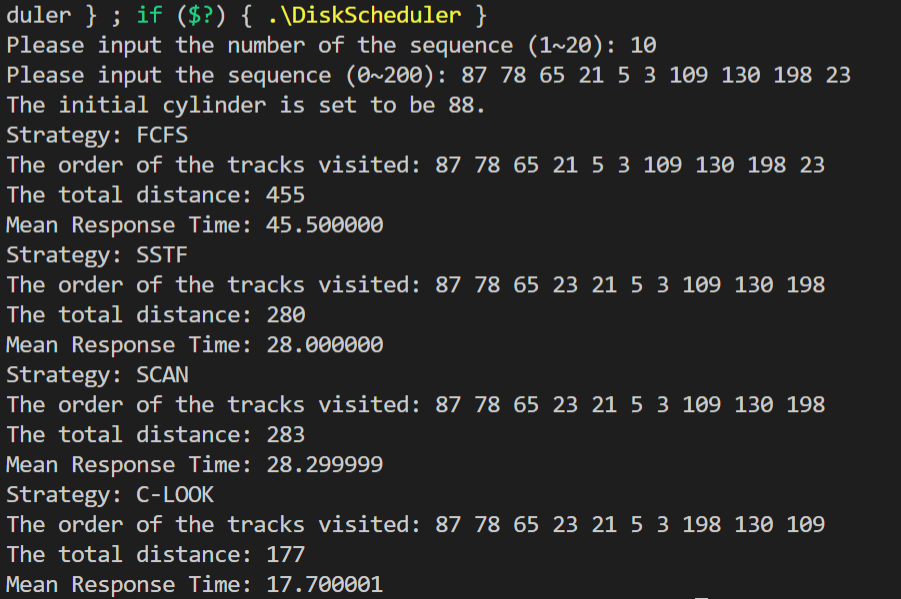 duler } ; if ($?) { .\DiskScheduler }
Please input the number of the sequence (1~20): 10
Please input the sequence (0~200): 87 78 65 21 5 3 109 130 198 23
The initial cylinder is set to be 88.
Strategy: FCFS
The order of the tracks visited: 87 78 65 21 5 3 109 130 198 23
The total distance: 455
Mean Response Time: 45.500000
Strategy: SSTF
The order of the tracks visited: 87 78 65 23 21 5 3 109 130 198
The total distance: 280
Mean Response Time: 28.000000
Strategy: SCAN
The order of the tracks visited: 87 78 65 23 21 5 3 109 130 198
The total distance: 283
Mean Response Time: 28.299999
Strategy: C-LOOK
The order of the tracks visited: 87 78 65 23 21 5 3 198 130 109
The total distance: 177
Mean Response Time: 17.700001